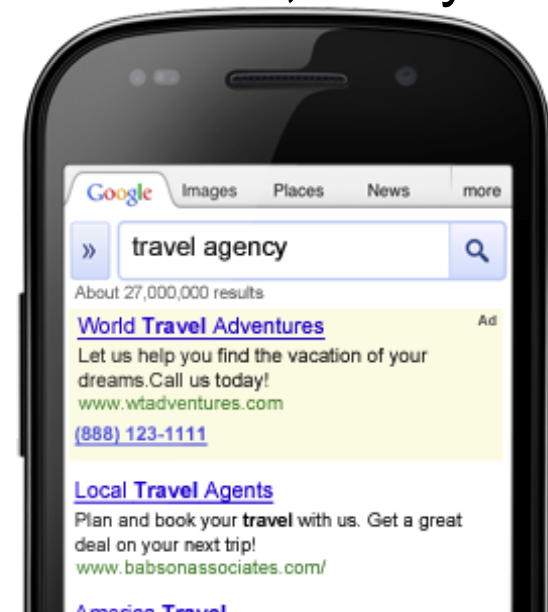 Google Images Places News more
» travel agency
About 27,000,000 results
World Travel Adventures Ad
Let us help you find the vacation of your
dreams.Call us today!
www.wtadventures.com
(888) 123-1111
Local Travel Agents
Plan and book your travel with us. Get a great
deal on your next trip!
www.babsonassociates.com/
America Travel